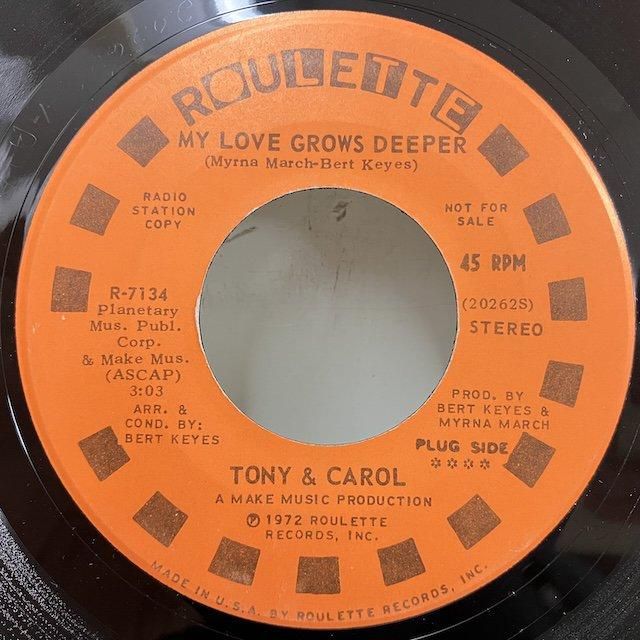 ROULETTE
MY LOVE GROWS DEEPER
(Myrna March-Bert Keyes)
RADIO
STATION
COPY
NOT FOR
SALE
45 RPM
R-7134
Planetary
Mus. Publ.
Corp.
& Make Mus.
(ASCAP)
3:03
(20262S)
STEREO
ARR. &
COND. BY:
BERT KEYES
PROD. BY
BERT KEYES &
MYRNA MARCH
PLUG SIDE
****
TONY & CAROL
A MAKE MUSIC PRODUCTION
℗ 1972 ROULETTE
RECORDS, INC.
MADE IN U.S.A. BY ROULETTE RECORDS, INC.